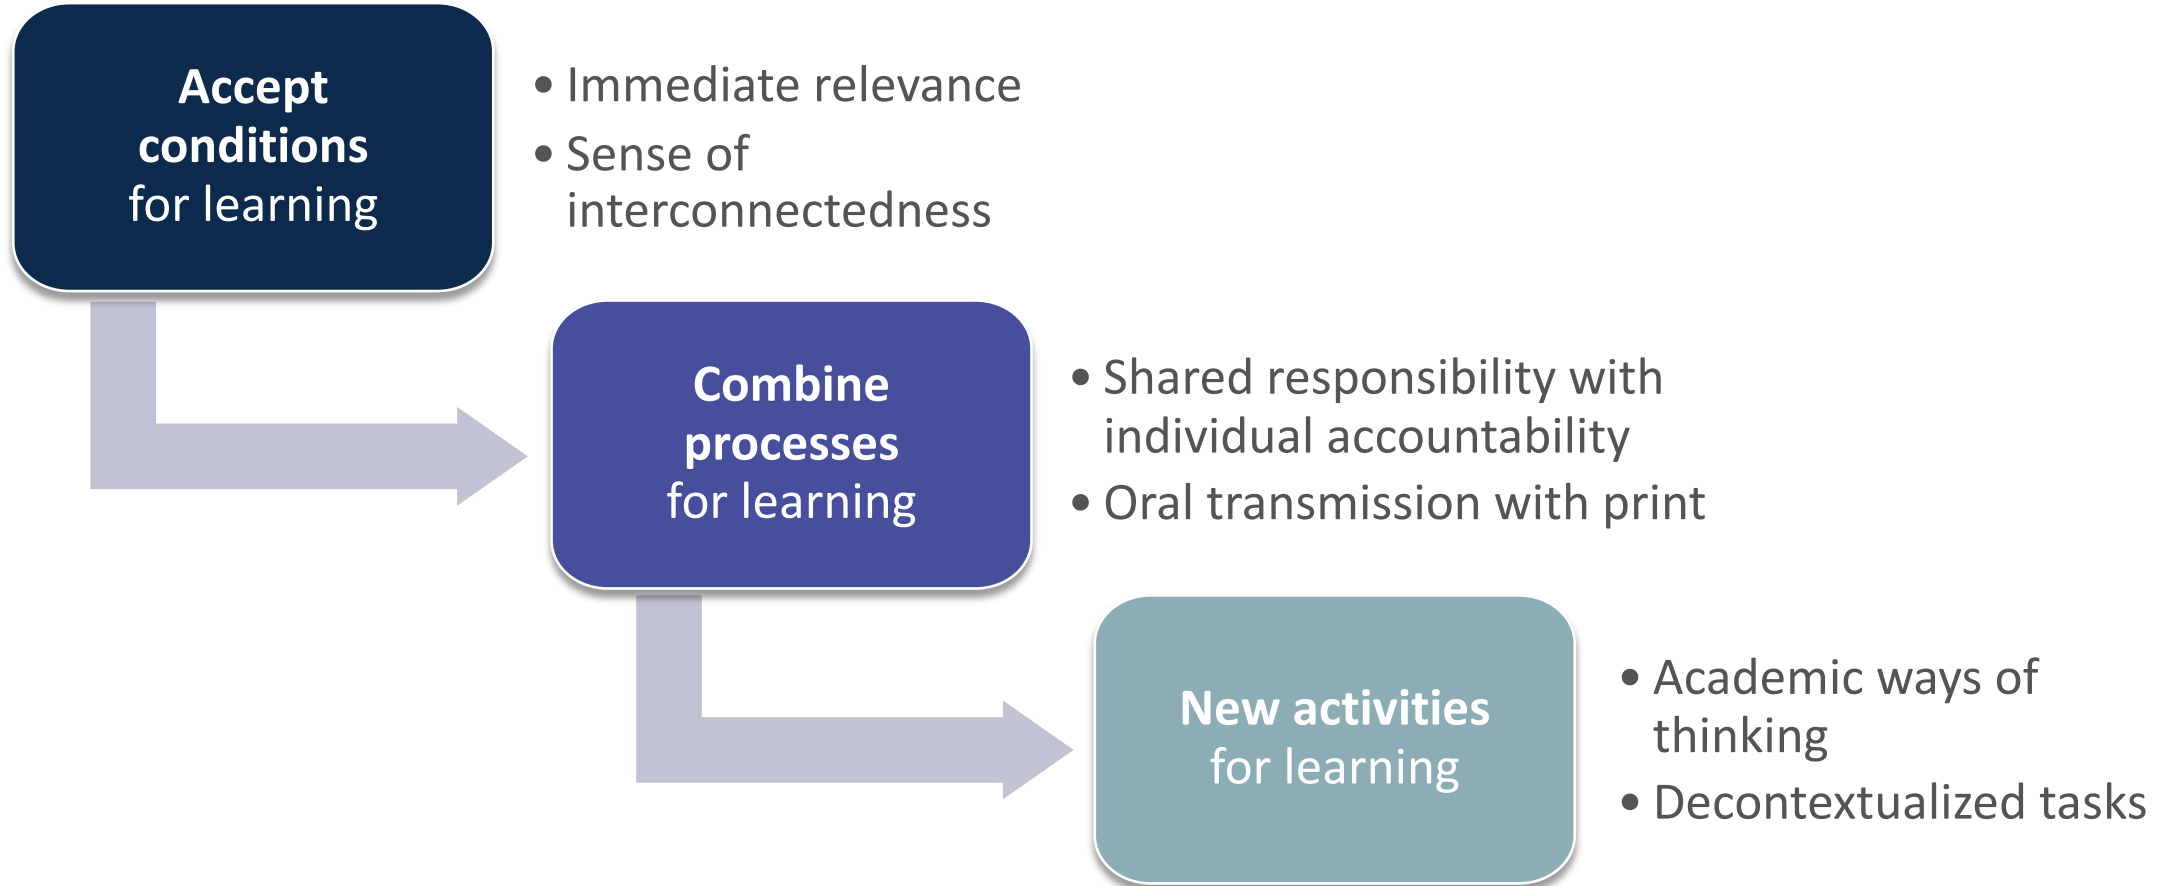 Accept
conditions
for learning
• Immediate relevance
• Sense of
interconnectedness
Combine
processes
for learning
• Shared responsibility with
individual accountability
• Oral transmission with print
New activities
for learning
• Academic ways of
thinking
• Decontextualized tasks